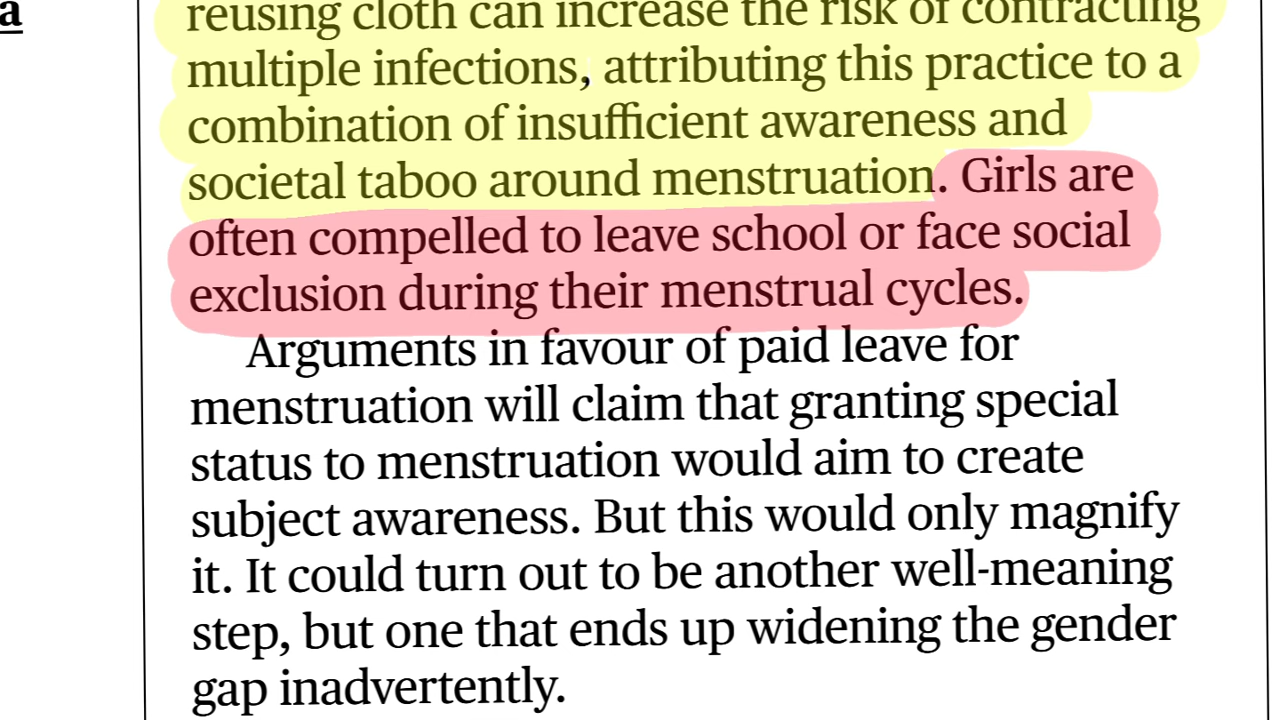 a
reusing cloth can increase the risk of contracting
multiple infections, attributing this practice to a
combination of insufficient awareness and
societal taboo around menstruation. Girls are
often compelled to leave school or face social
exclusion during their menstrual cycles.
Arguments in favour of paid leave for
menstruation will claim that granting special
status to menstruation would aim to create
subject awareness. But this would only magnify
it. It could turn out to be another well-meaning
step, but one that ends up widening the gender
gap inadvertently.